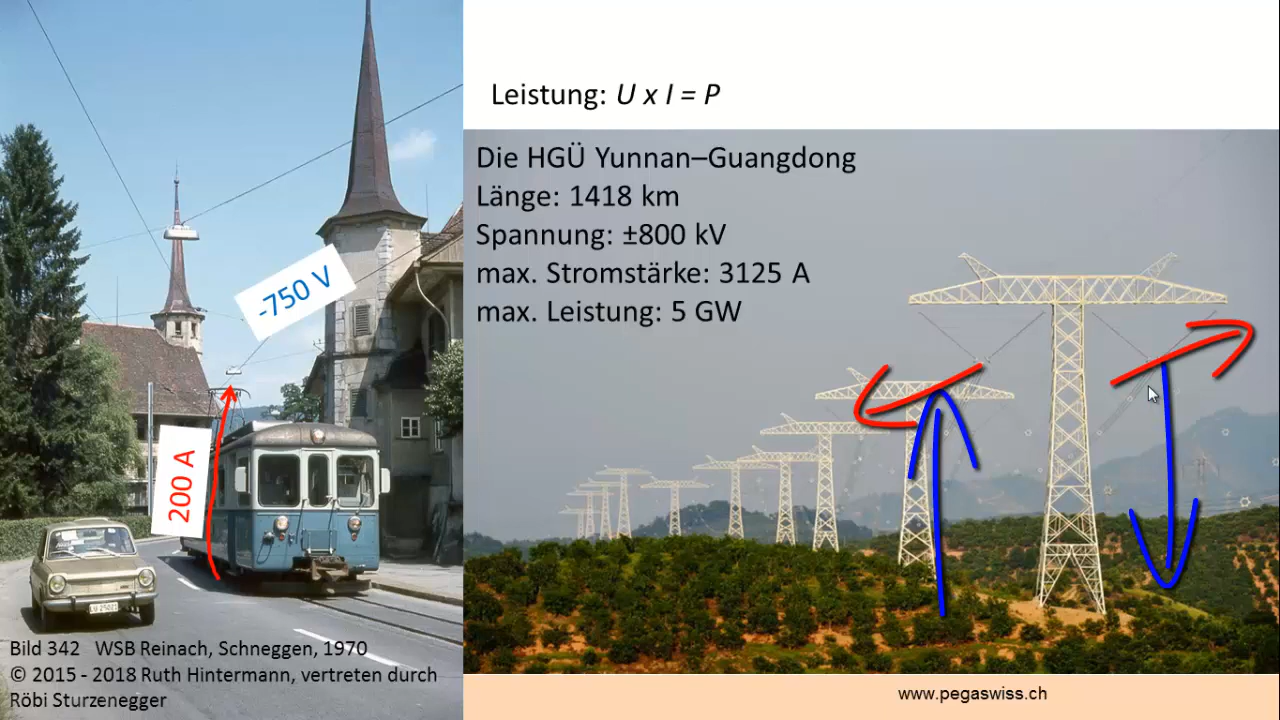 -750 V
200 A
Bild 342 WSB Reinach, Schneggen, 1970
© 2015 - 2018 Ruth Hintermann, vertreten durch
Röbi Sturzenegger
Leistung: U x I = P
Die HGÜ Yunnan–Guangdong
Länge: 1418 km
Spannung: ±800 kV
max. Stromstärke: 3125 A
max. Leistung: 5 GW
www.pegaswiss.ch